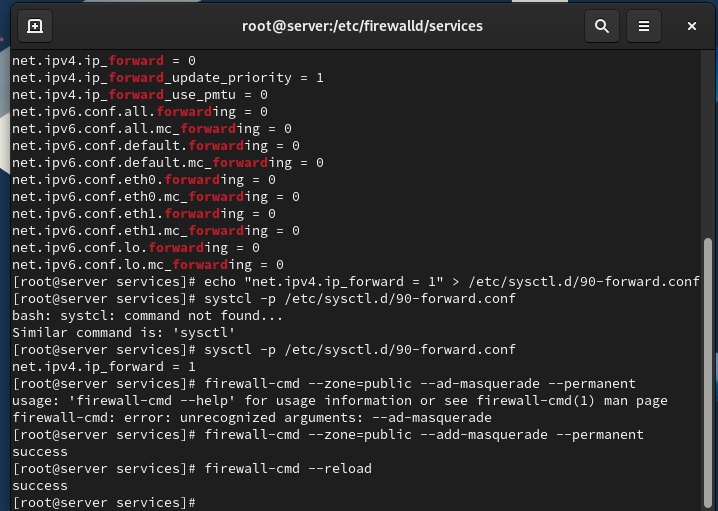 root@server:/etc/firewalld/services
net.ipv4.ip_forward = 0
net.ipv4.ip_forward_update_priority = 1
net.ipv4.ip_forward_use_pmtu = 0
net.ipv6.conf.all.forwarding = 0
net.ipv6.conf.all.mc_forwarding = 0
net.ipv6.conf.default.forwarding = 0
net.ipv6.conf.default.mc_forwarding = 0
net.ipv6.conf.eth0.forwarding = 0
net.ipv6.conf.eth0.mc_forwarding = 0
net.ipv6.conf.eth1.forwarding = 0
net.ipv6.conf.eth1.mc_forwarding = 0
net.ipv6.conf.lo.forwarding = 0
net.ipv6.conf.lo.mc_forwarding = 0
[root@server services]# echo "net.ipv4.ip_forward = 1" > /etc/sysctl.d/90-forward.conf
[root@server services]# systcl -p /etc/sysctl.d/90-forward.conf
bash: systcl: command not found...
Similar command is: 'sysctl'
[root@server services]# sysctl -p /etc/sysctl.d/90-forward.conf
net.ipv4.ip_forward = 1
[root@server services]# firewall-cmd --zone=public --ad-masquerade --permanent
usage: 'firewall-cmd --help' for usage information or see firewall-cmd(1) man page
firewall-cmd: error: unrecognized arguments: --ad-masquerade
[root@server services]# firewall-cmd --zone=public --add-masquerade --permanent
success
[root@server services]# firewall-cmd --reload
success
[root@server services]#